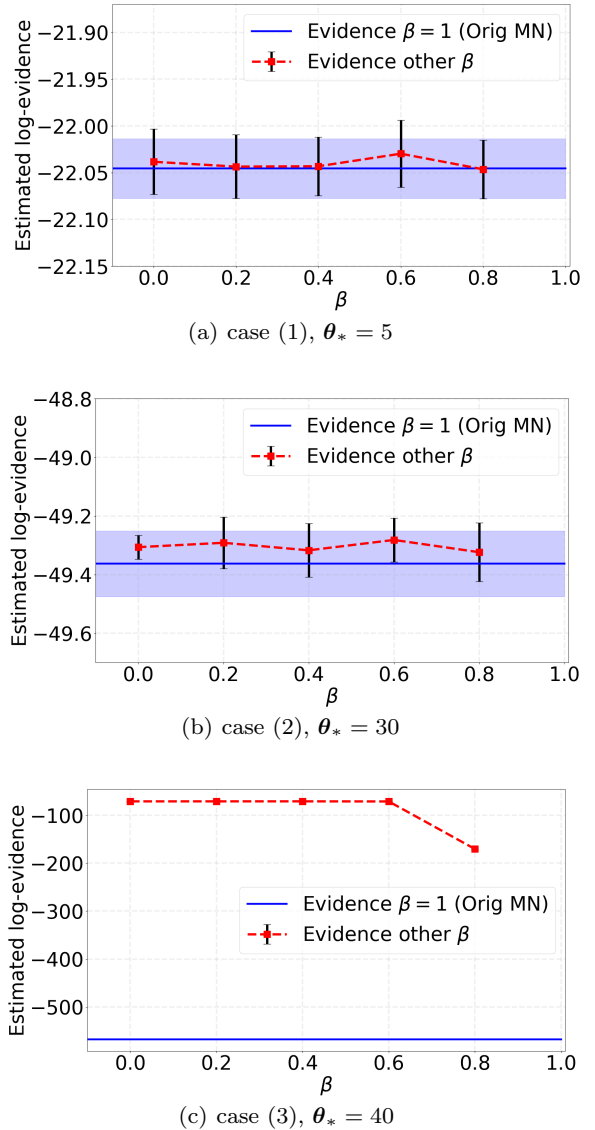 −21.90
−21.95
−22.00
−22.05
−22.10
−22.15
Estimated log-evidence
Evidence β = 1 (Orig MN)
Evidence other β
0.0 0.2 0.4 0.6 0.8 1.0
β
(a) case (1), θ* = 5
−48.8
−49.0
−49.2
−49.4
−49.6
Estimated log-evidence
Evidence β = 1 (Orig MN)
Evidence other β
0.0 0.2 0.4 0.6 0.8 1.0
β
(b) case (2), θ* = 30
−100
−200
−300
−400
−500
Estimated log-evidence
Evidence β = 1 (Orig MN)
Evidence other β
0.0 0.2 0.4 0.6 0.8 1.0
β
(c) case (3), θ* = 40